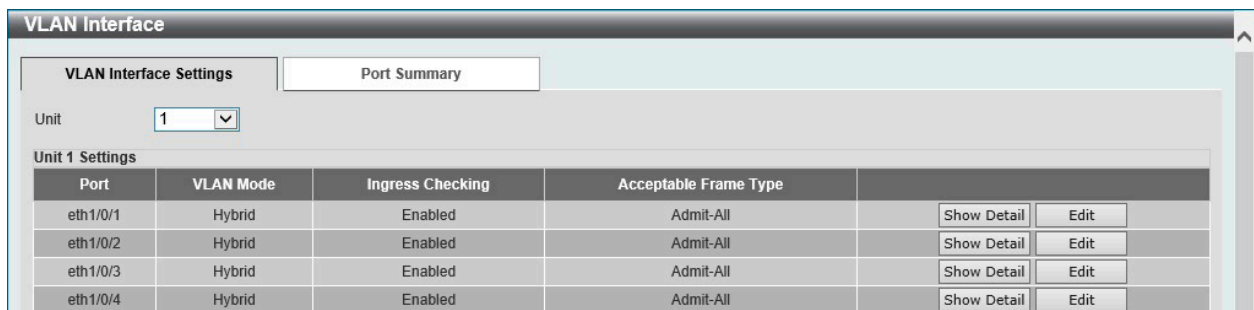 VLAN Interface
VLAN Interface Settings Port Summary
Unit 1
Unit 1 Settings
Port VLAN Mode Ingress Checking Acceptable Frame Type
eth1/0/1 Hybrid Enabled Admit-All Show Detail Edit
eth1/0/2 Hybrid Enabled Admit-All Show Detail Edit
eth1/0/3 Hybrid Enabled Admit-All Show Detail Edit
eth1/0/4 Hybrid Enabled Admit-All Show Detail Edit